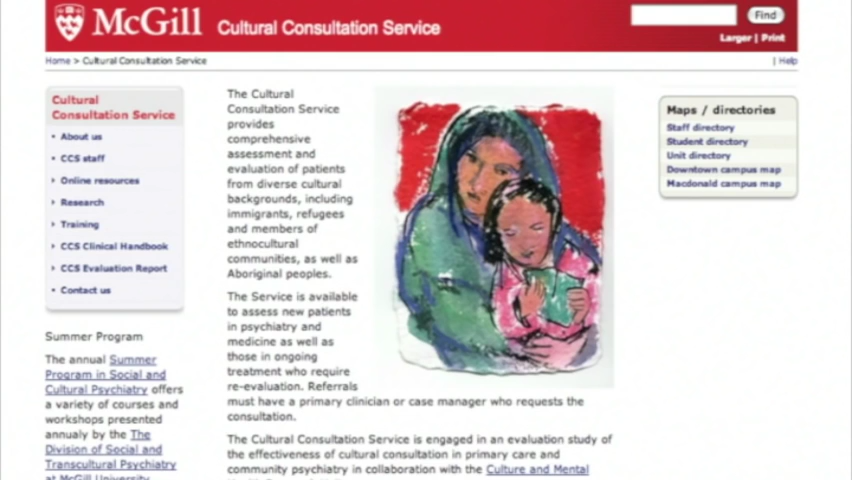 McGill Cultural Consultation Service
Find
Larger | Print
Home > Cultural Consultation Service
| Help
Cultural
Consultation Service
About us
CCS staff
Online resources
Research
Training
CCS Clinical Handbook
CCS Evaluation Report
Contact us
Summer Program
The annual Summer
Program in Social and
Cultural Psychiatry offers
a variety of courses and
workshops presented
annualy by the The
Division of Social and
Transcultural Psychiatry
at McGill University
The Cultural
Consultation Service
provides
comprehensive
assessment and
evaluation of patients
from diverse cultural
backgrounds, including
immigrants, refugees
and members of
ethnocultural
communities, as well as
Aboriginal peoples.
The Service is available
to assess new patients
in psychiatry and
medicine as well as
those in ongoing
treatment who require
re-evaluation. Referrals
must have a primary clinician or case manager who requests the
consultation.
The Cultural Consultation Service is engaged in an evaluation study of
the effectiveness of cultural consultation in primary care and
community psychiatry in collaboration with the Culture and Mental
Maps / directories
Staff directory
Student directory
Unit directory
Downtown campus map
Macdonald campus map